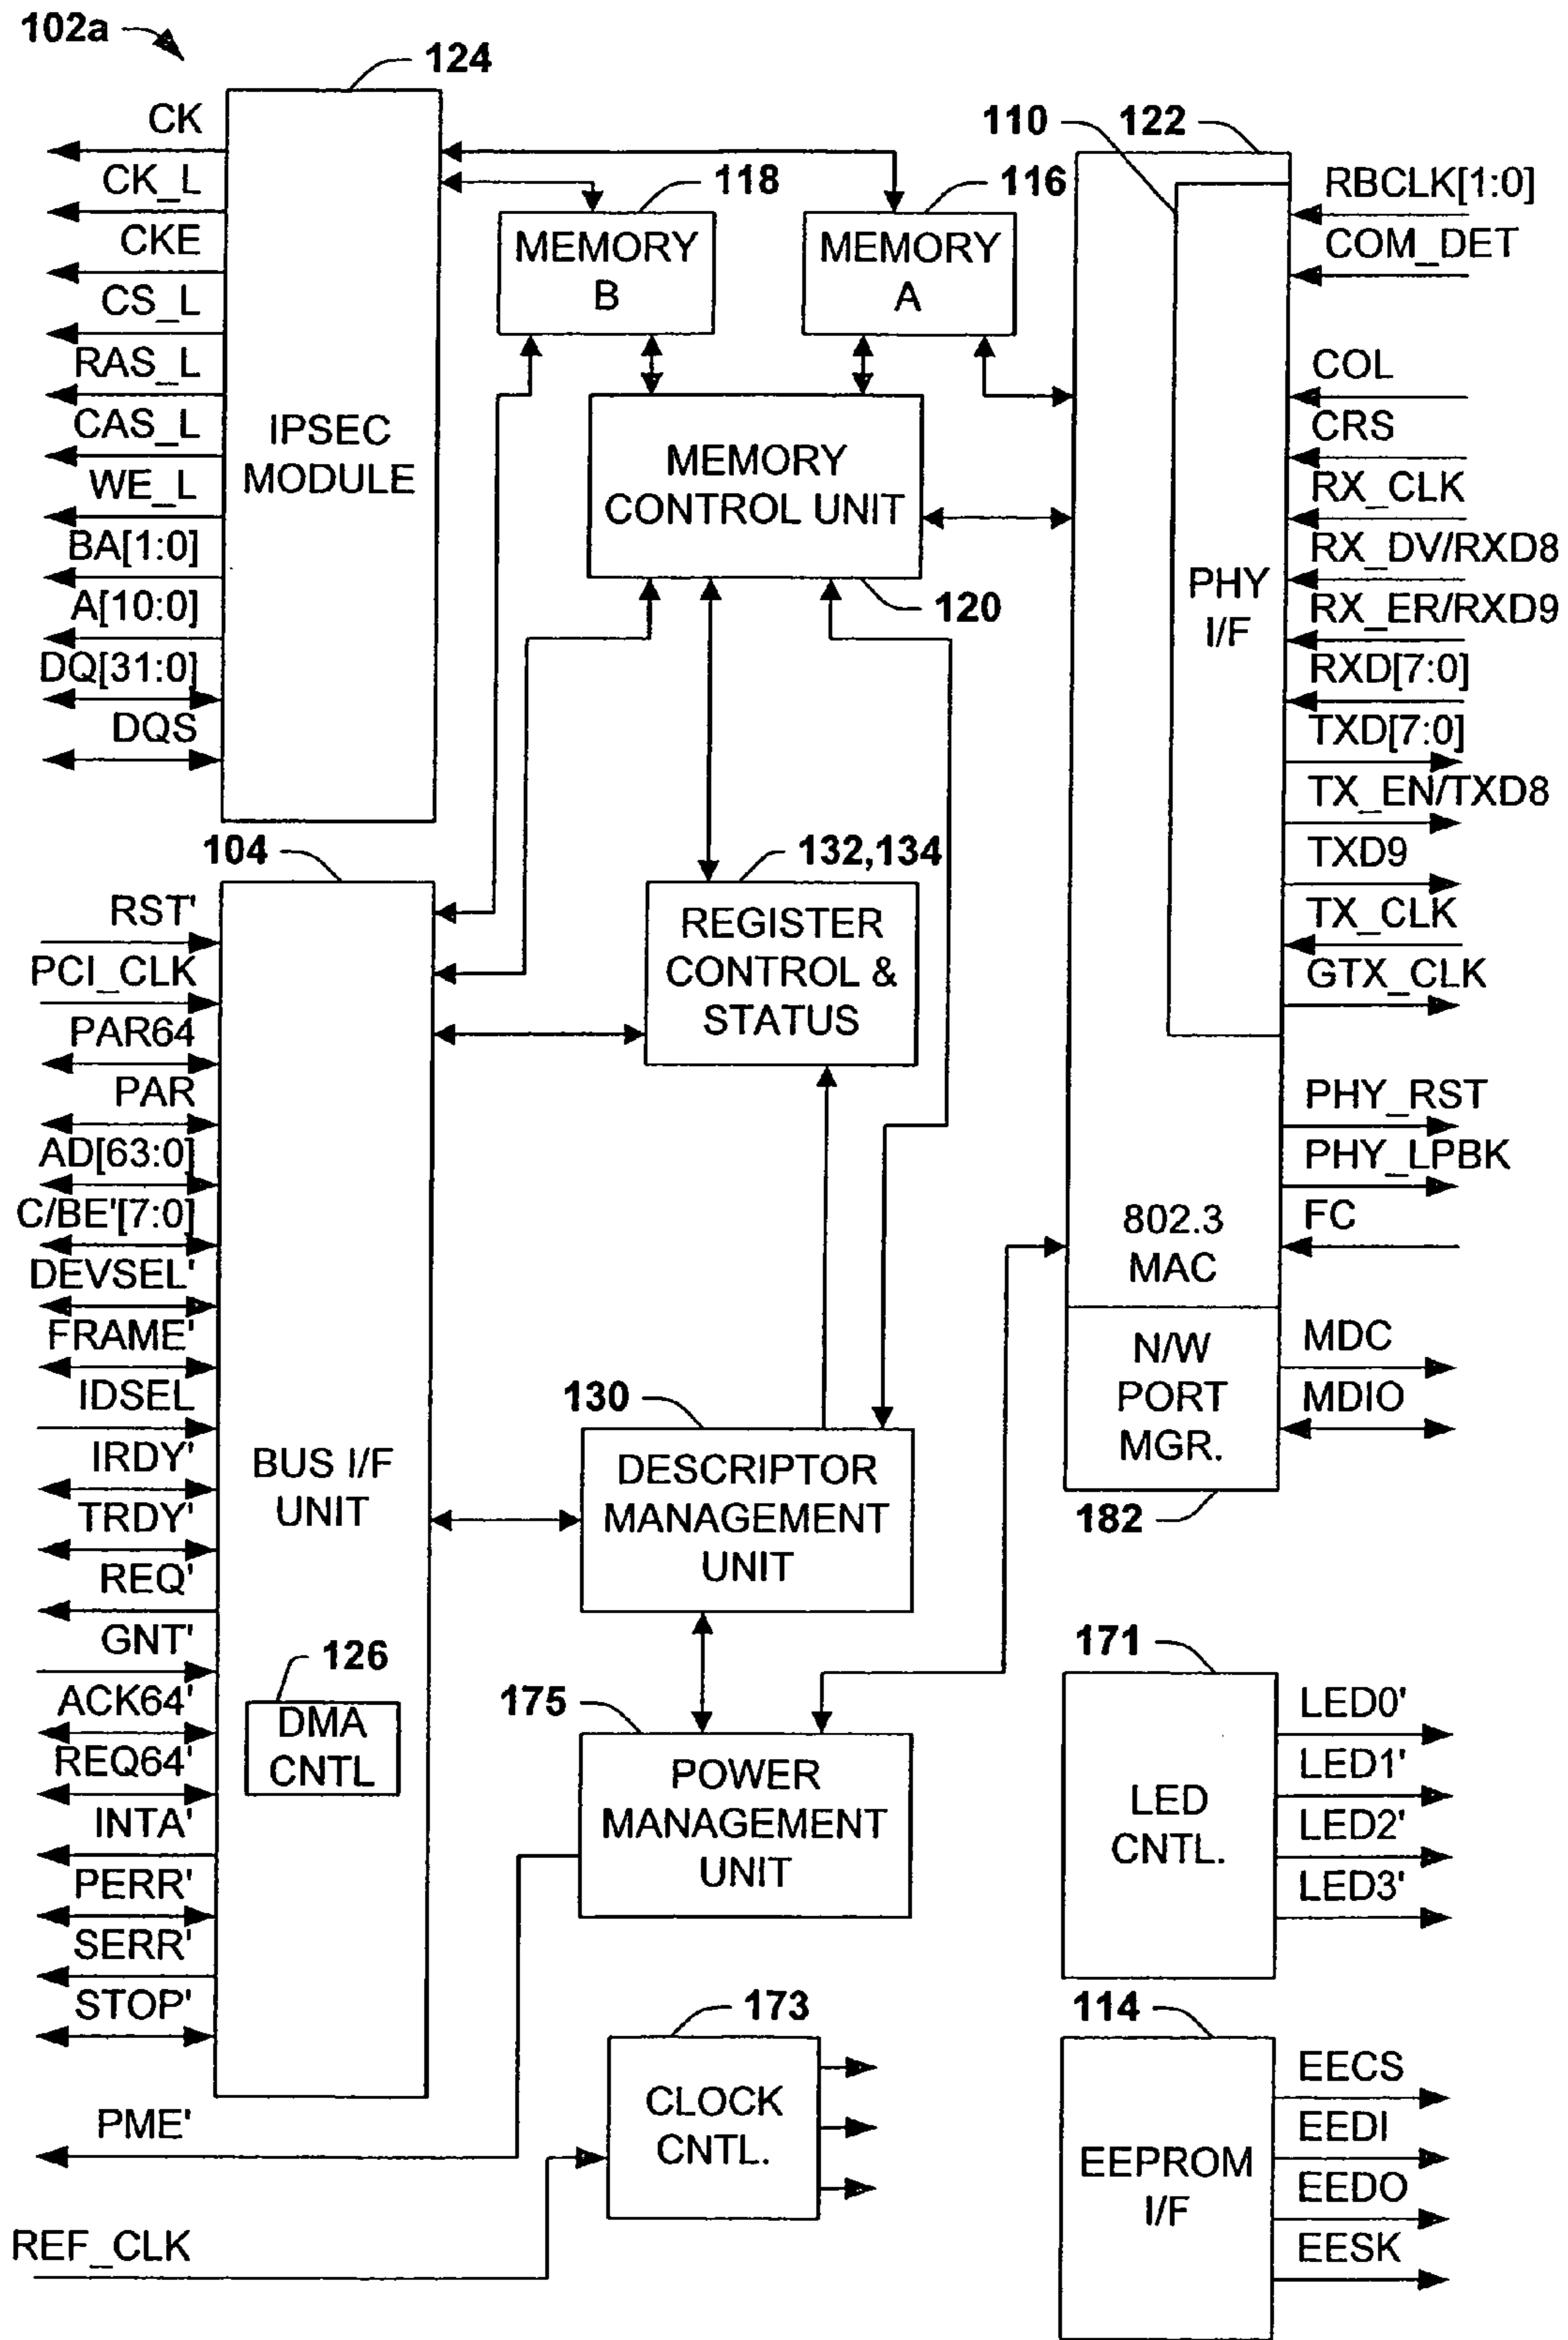 102a
124
CK
CK_L
CKE
CS_L
RAS_L
CAS_L
WE_L
BA[1:0]
A[10:0]
DQ[31:0]
DQS
IPSEC
MODULE
118
MEMORY
B
116
MEMORY
A
MEMORY
CONTROL UNIT
120
110
122
PHY
I/F
RBCLK[1:0]
COM_DET
COL
CRS
RX_CLK
RX_DV/RXD8
RX_ER/RXD9
RXD[7:0]
TXD[7:0]
TX_EN/TXD8
TXD9
TX_CLK
GTX_CLK
PHY_RST
PHY_LPBK
FC
802.3
MAC
N/W
PORT
MGR.
MDC
MDIO
182
104
RST'
PCI_CLK
PAR64
PAR
AD[63:0]
C/BE'[7:0]
DEVSEL'
FRAME'
IDSEL
IRDY'
TRDY'
REQ'
GNT'
ACK64'
REQ64'
INTA'
PERR'
SERR'
STOP'
BUS I/F
UNIT
126
DMA
CNTL
132,134
REGISTER
CONTROL &
STATUS
130
DESCRIPTOR
MANAGEMENT
UNIT
175
POWER
MANAGEMENT
UNIT
171
LED
CNTL.
LED0'
LED1'
LED2'
LED3'
PME'
REF_CLK
173
CLOCK
CNTL.
114
EEPROM
I/F
EECS
EEDI
EEDO
EESK